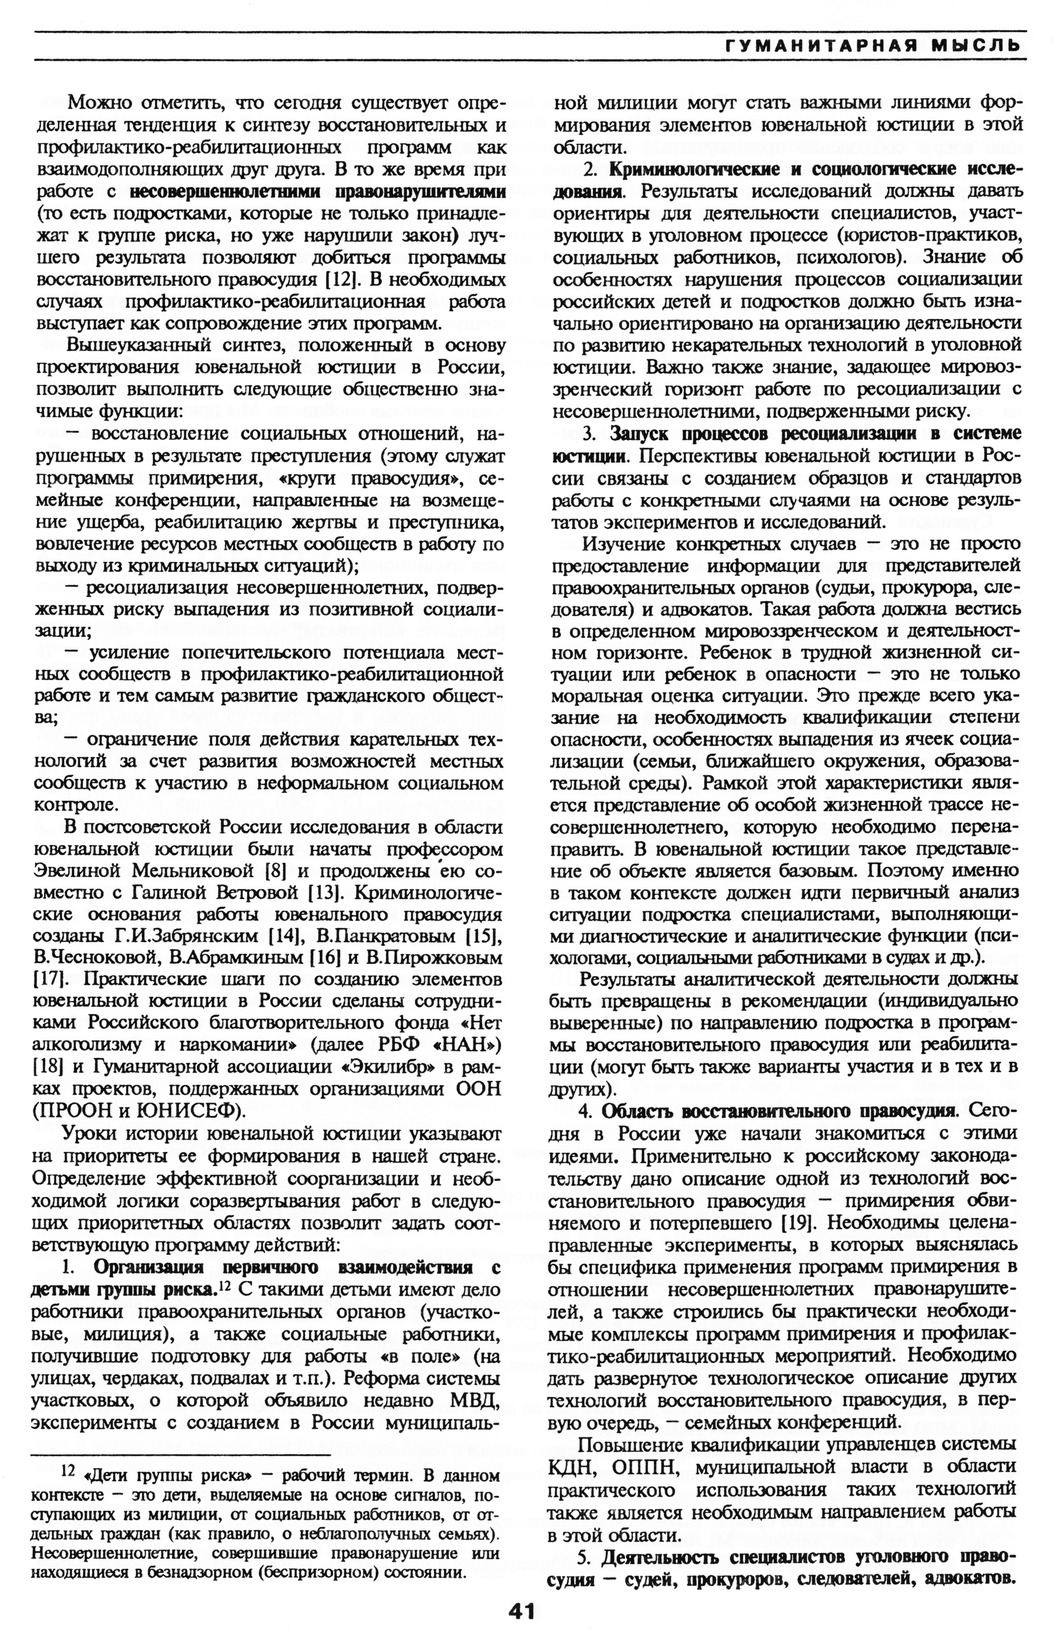 ГУМАНИТАРНАЯ МЫСЛЬ
Можно отметить, что сегодня существует опре-
деленная тенденция к синтезу восстановительных и
профилактико-реабилитационных программ как
взаимодополняющих друг друга. В то же время при
работе с несовершеннолетними правонарушителями
(то есть подростками, которые не только принадле-
жат к группе риска, но уже нарушили закон) луч-
шего результата позволяют добиться программы
восстановительного правосудия [12]. В необходимых
случаях профилактико-реабилитационная работа
выступает как сопровождение этих программ.
Вышеуказанный синтез, положенный в основу
проектирования ювенальной юстиции в России,
позволит выполнить следующие общественно зна-
чимые функции:
— восстановление социальных отношений, на-
рушенных в результате преступления (этому служат
программы примирения, «круги правосудия», се-
мейные конференции, направленные на возмеще-
ние ущерба, реабилитацию жертвы и преступника,
вовлечение ресурсов местных сообществ в работу по
выходу из криминальных ситуаций);
— ресоциализация несовершеннолетних, подвер-
женных риску выпадения из позитивной социали-
зации;
— усиление попечительского потенциала мест-
ных сообществ в профилактико-реабилитационной
работе и тем самым развитие гражданского общест-
ва;
— ограничение поля действия карательных тех-
нологий за счет развития возможностей местных
сообществ к участию в неформальном социальном
контроле.
В постсоветской России исследования в области
ювенальной юстиции были начаты профессором
Эвелиной Мельниковой [8] и продолжены ею со-
вместно с Галиной Ветровой [13]. Криминологиче-
ские основания работы ювенального правосудия
созданы Г.И.Забрянским [14], В.Панкратовым [15],
В.Чесноковой, В.Абрамкиным [16] и В.Пирожковым
[17]. Практические шаги по созданию элементов
ювенальной юстиции в России сделаны сотрудни-
ками Российского благотворительного фонда «Нет
алкоголизму и наркомании» (далее РБФ «НАН»)
[18] и Гуманитарной ассоциации «Экилибр» в рам-
ках проектов, поддержанных организациями ООН
(ПРООН и ЮНИСЕФ).
Уроки истории ювенальной юстиции указывают
на приоритеты ее формирования в нашей стране.
Определение эффективной соорганизации и необ-
ходимой логики соразвертывания работ в следую-
щих приоритетных областях позволит задать соот-
ветствующую программу действий:
1. Организация первичного взаимодействия с
детьми группы риска.¹² С такими детьми имеют дело
работники правоохранительных органов (участко-
вые, милиция), а также социальные работники,
получившие подготовку для работы «в поле» (на
улицах, чердаках, подвалах и т.п.). Реформа системы
участковых, о которой объявило недавно МВД,
эксперименты с созданием в России муниципаль-
¹² «Дети группы риска» — рабочий термин. В данном
контексте — это дети, выделяемые на основе сигналов, по-
ступающих из милиции, от социальных работников, от от-
дельных граждан (как правило, о неблагополучных семьях).
Несовершеннолетние, совершившие правонарушение или
находящиеся в безнадзорном (беспризорном) состоянии.
ной милиции могут стать важными линиями фор-
мирования элементов ювенальной юстиции в этой
области.
2. Криминологические и социологические иссле-
дования. Результаты исследований должны давать
ориентиры для деятельности специалистов, участ-
вующих в уголовном процессе (юристов-практиков,
социальных работников, психологов). Знание об
особенностях нарушения процессов социализации
российских детей и подростков должно быть изна-
чально ориентировано на организацию деятельности
по развитию некарательных технологий в уголовной
юстиции. Важно также знание, задающее мировоз-
зренческий горизонт работе по ресоциализации с
несовершеннолетними, подверженными риску.
3. Запуск процессов ресоциализации в системе
юстиции. Перспективы ювенальной юстиции в Рос-
сии связаны с созданием образцов и стандартов
работы с конкретными случаями на основе резуль-
татов экспериментов и исследований.
Изучение конкретных случаев — это не просто
предоставление информации для представителей
правоохранительных органов (судьи, прокурора, сле-
дователя) и адвокатов. Такая работа должна вестись
в определенном мировоззренческом и деятельност-
ном горизонте. Ребенок в трудной жизненной си-
туации или ребенок в опасности — это не только
моральная оценка ситуации. Это прежде всего ука-
зание на необходимость квалификации степени
опасности, особенностях выпадения из ячеек социа-
лизации (семьи, ближайшего окружения, образова-
тельной среды). Рамкой этой характеристики явля-
ется представление об особой жизненной трассе не-
совершеннолетнего, которую необходимо перена-
править. В ювенальной юстиции такое представле-
ние об объекте является базовым. Поэтому именно
в таком контексте должен идти первичный анализ
ситуации подростка специалистами, выполняющи-
ми диагностические и аналитические функции (пси-
хологами, социальными работниками в судах и др.).
Результаты аналитической деятельности должны
быть превращены в рекомендации (индивидуально
выверенные) по направлению подростка в програм-
мы восстановительного правосудия или реабилита-
ции (могут быть также варианты участия и в тех и в
других).
4. Область восстановительного правосудия. Сего-
дня в России уже начали знакомиться с этими
идеями. Применительно к российскому законода-
тельству дано описание одной из технологий вос-
становительного правосудия — примирения обви-
няемого и потерпевшего [19]. Необходимы целена-
правленные эксперименты, в которых выяснялась
бы специфика применения программ примирения в
отношении несовершеннолетних правонарушите-
лей, а также строились бы практически необходи-
мые комплексы программ примирения и профилак-
тико-реабилитационных мероприятий. Необходимо
дать развернутое технологическое описание других
технологий восстановительного правосудия, в пер-
вую очередь, — семейных конференций.
Повышение квалификации управленцев системы
КДН, ОППН, муниципальной власти в области
практического использования таких технологий
также является необходимым направлением работы
в этой области.
5. Деятельность специалистов уголовного право-
судия — судей, прокуроров, следователей, адвокатов.
41